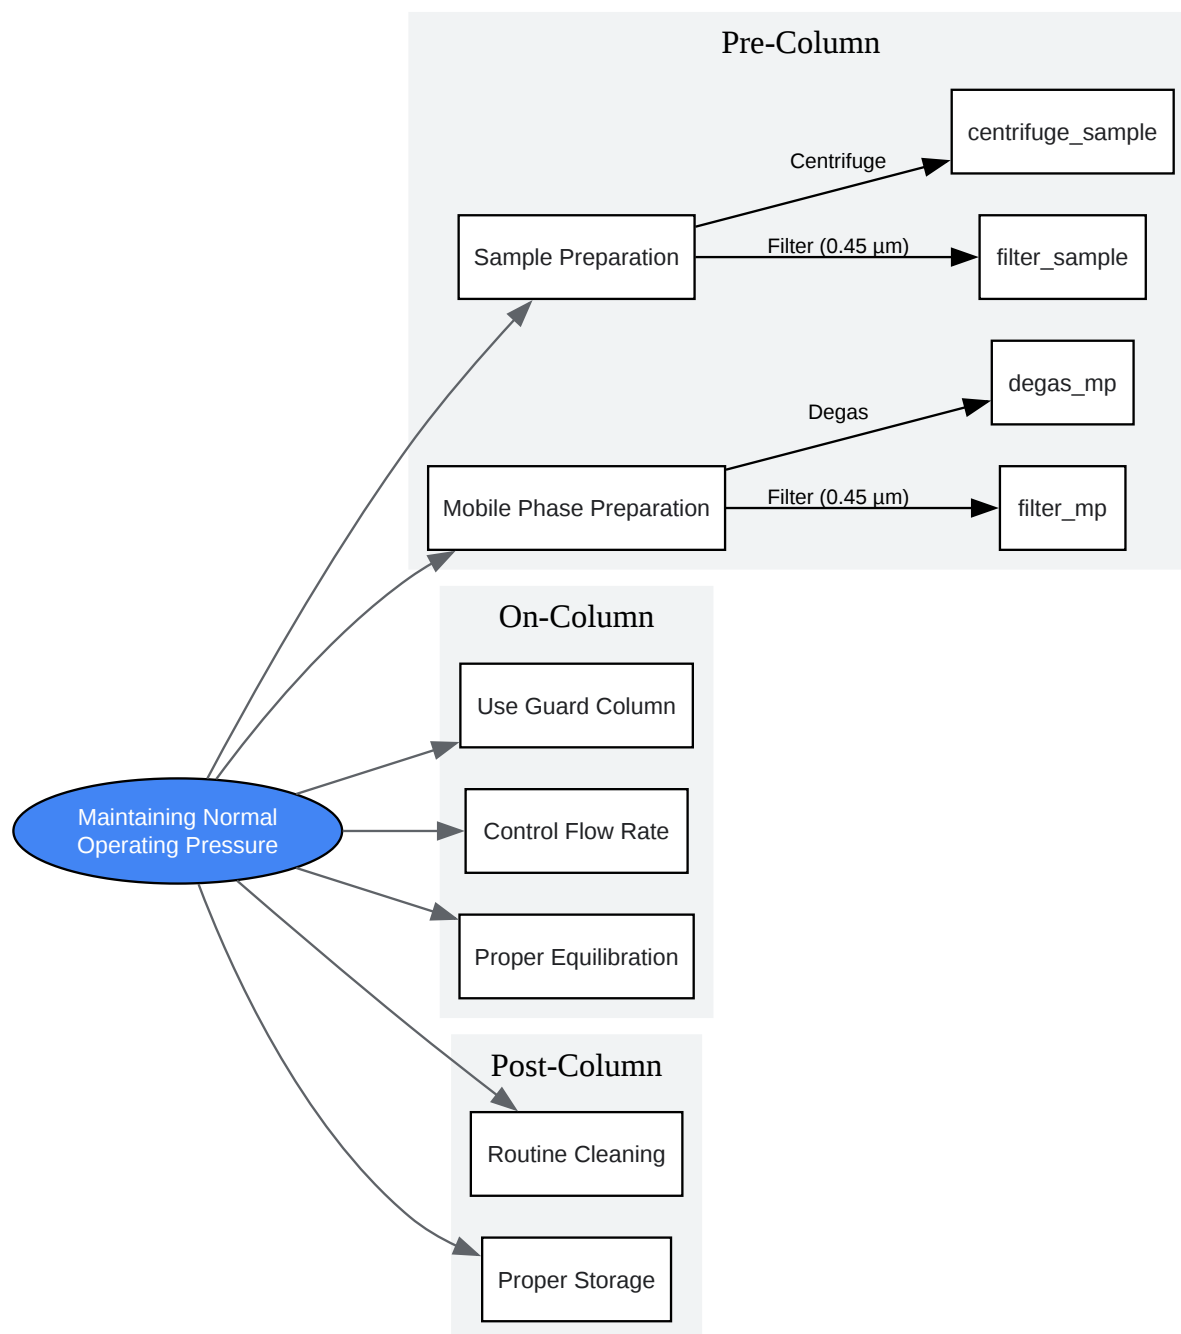 Pre-Column
centrifuge_sample
Centrifuge
Sample Preparation
Filter (0.45 µm)
filter_sample
degas_mp
Degas
Mobile Phase Preparation
Filter (0.45 µm)
filter_mp
On-Column
Use Guard Column
Maintaining Normal
Operating Pressure
Control Flow Rate
Proper Equilibration
Post-Column
Routine Cleaning
Proper Storage